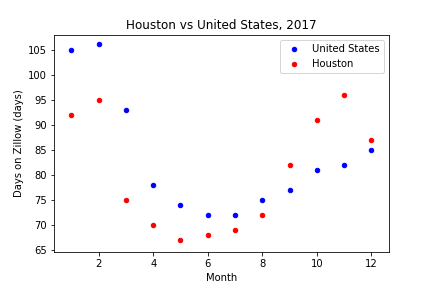 Houston vs United States, 2017
United States
Houston
Days on Zillow (days)
105
100
95
90
85
80
75
70
65
2 4 6 8 10 12
Month